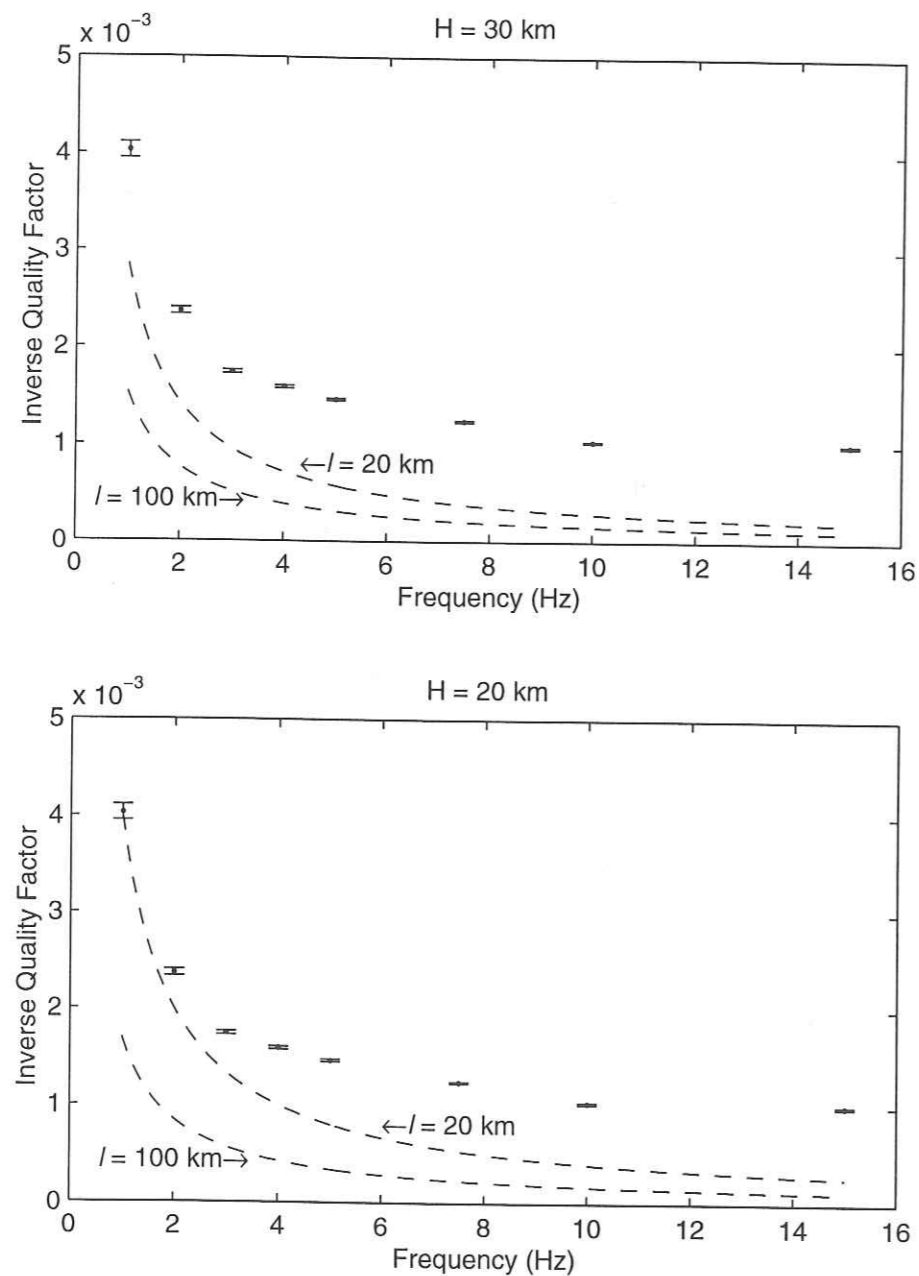 H = 30 km
x 10⁻³
5
4
3
2
1
0
Inverse Quality Factor
←l = 20 km
l = 100 km→
0 2 4 6 8 10 12 14 16
Frequency (Hz)
H = 20 km
x 10⁻³
5
4
3
2
1
0
Inverse Quality Factor
←l = 20 km
l = 100 km→
0 2 4 6 8 10 12 14 16
Frequency (Hz)